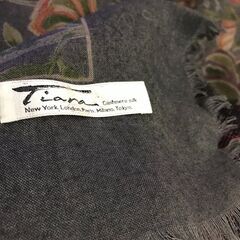 Tiara Cashmere silk
New York. London. Paris. Milano. Tokyo.